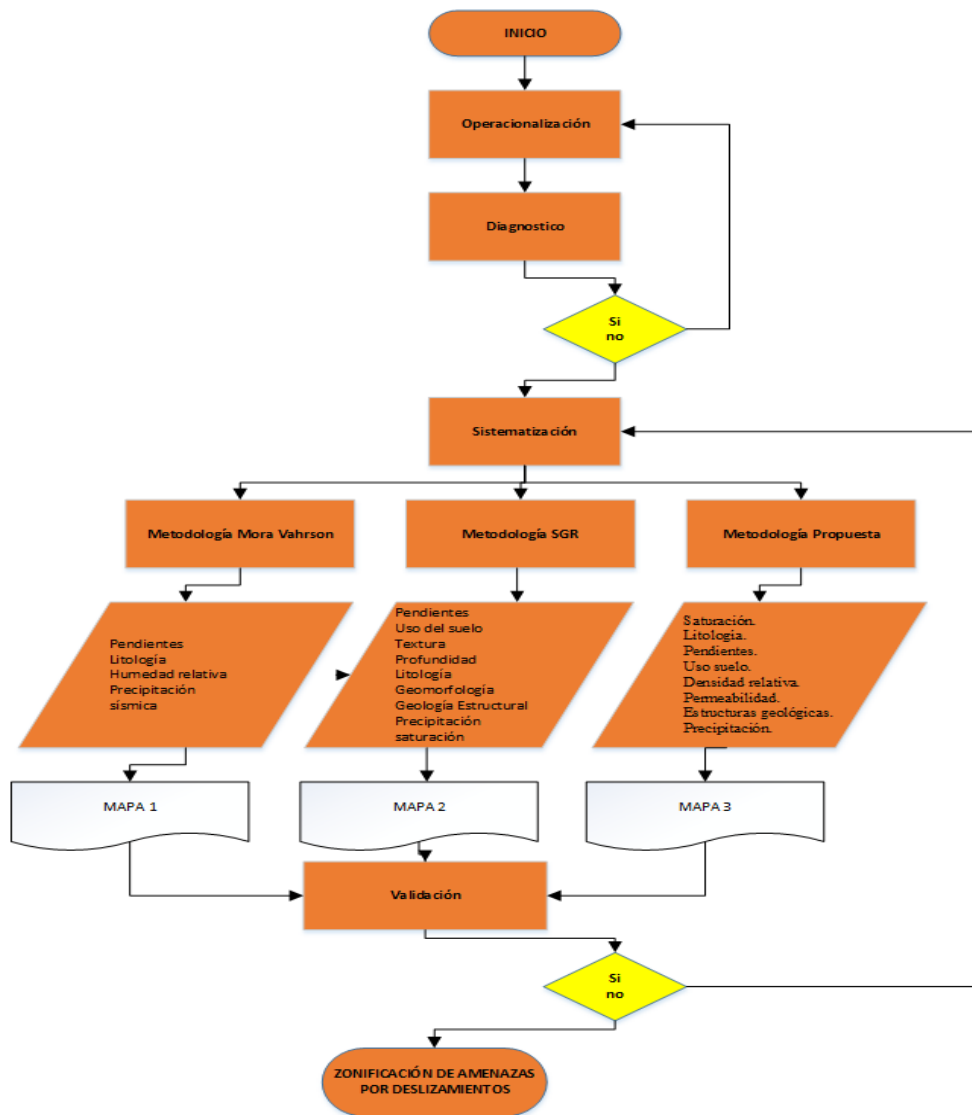 INICIO
Operacionalización
Diagnostico
Si
no
Sistematización
Metodología Mora Vahrson
Metodología SGR
Metodología Propuesta
Pendientes
Litología
Humedad relativa
Precipitación
sísmica
Pendientes
Uso del suelo
Textura
Profundidad
Litología
Geomorfología
Geología Estructural
Precipitación
saturación
Saturación.
Litología.
Pendientes.
Uso suelo.
Densidad relativa.
Permeabilidad.
Estructuras geológicas.
Precipitación.
MAPA 1
MAPA 2
MAPA 3
Validación
Si
no
ZONIFICACIÓN DE AMENAZAS
POR DESLIZAMIENTOS